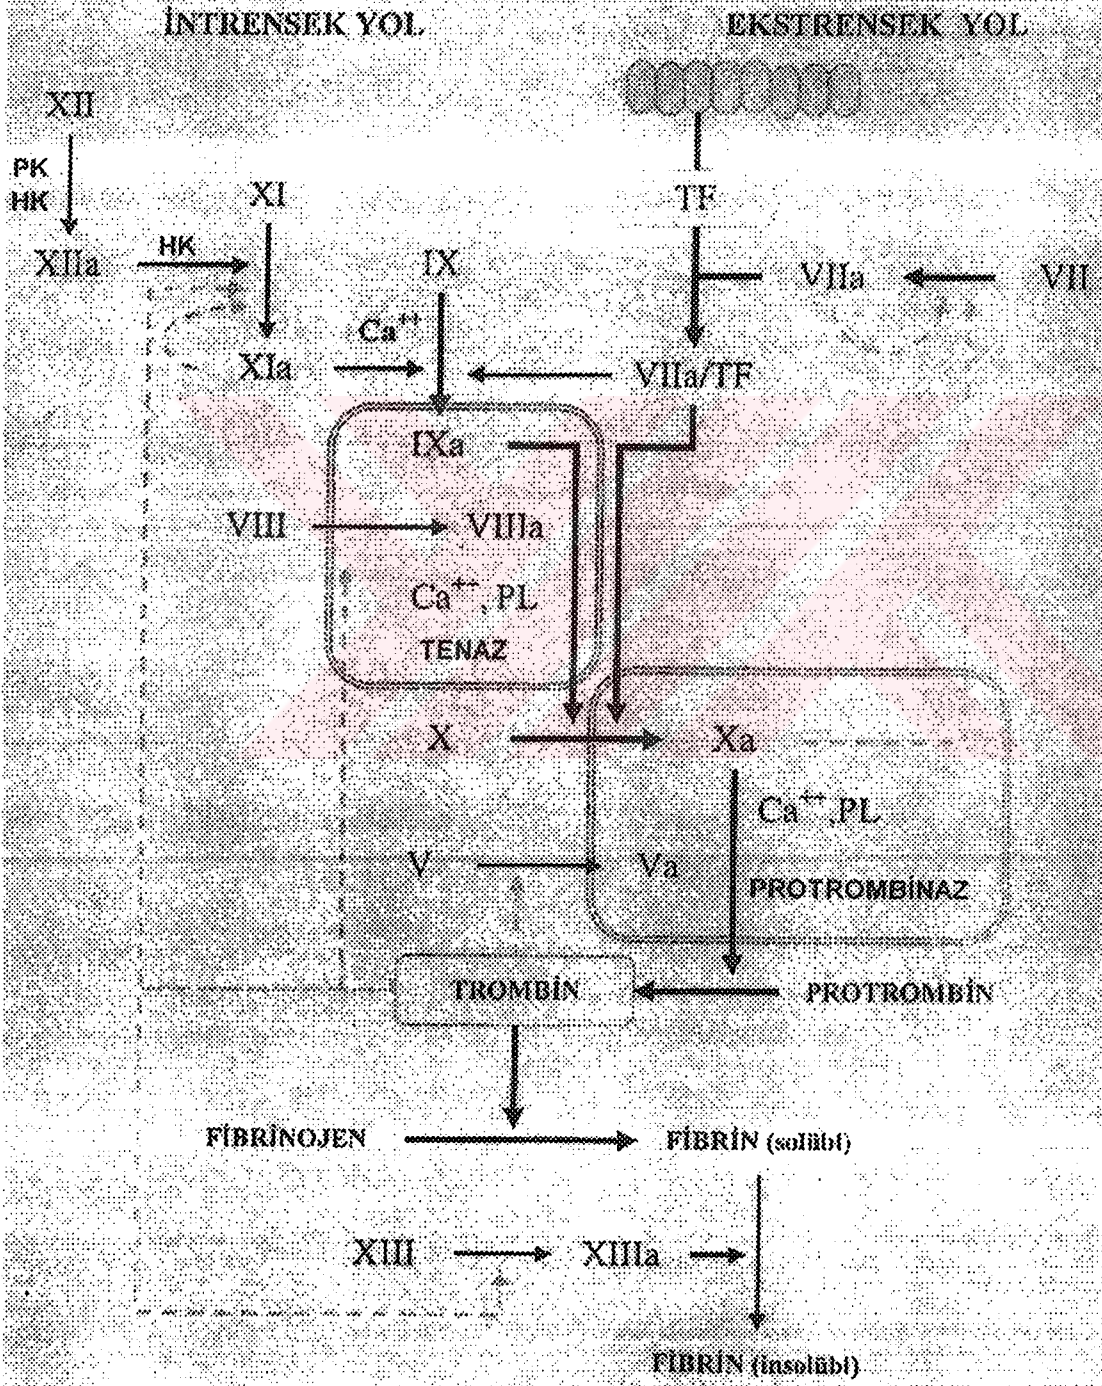 İNTRENSEK YOL
EKSTRENSEK YOL
XII
PK
HK
XI
TF
XIIa
HK
IX
VIIa
VII
Ca++
XIa
VIIa/TF
IXa
VIII
VIIIa
Ca++, PL
TENAZ
X
Xa
Ca++,PL
V
Va
PROTROMBİNAZ
TROMBİN
PROTROMBİN
FİBRİNOJEN
FİBRİN (solübl)
XIII
XIIIa
FİBRİN (insolübl)